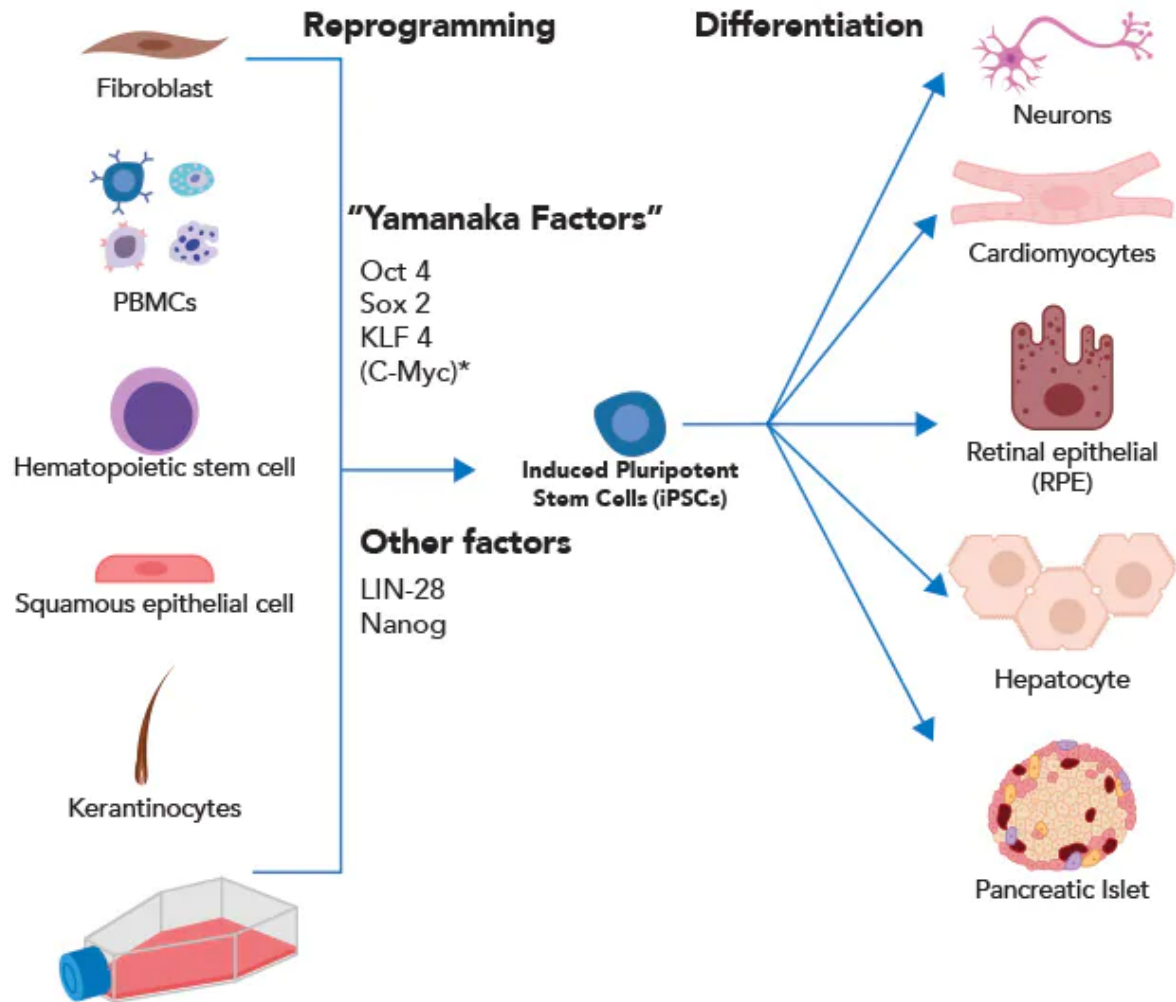 Reprogramming
Differentiation
Fibroblast
PBMCs
Hematopoietic stem cell
Squamous epithelial cell
Kerantinocytes
"Yamanaka Factors"
Oct 4
Sox 2
KLF 4
(C-Myc)*
Other factors
LIN-28
Nanog
Induced Pluripotent
Stem Cells (iPSCs)
Neurons
Cardiomyocytes
Retinal epithelial
(RPE)
Hepatocyte
Pancreatic Islet